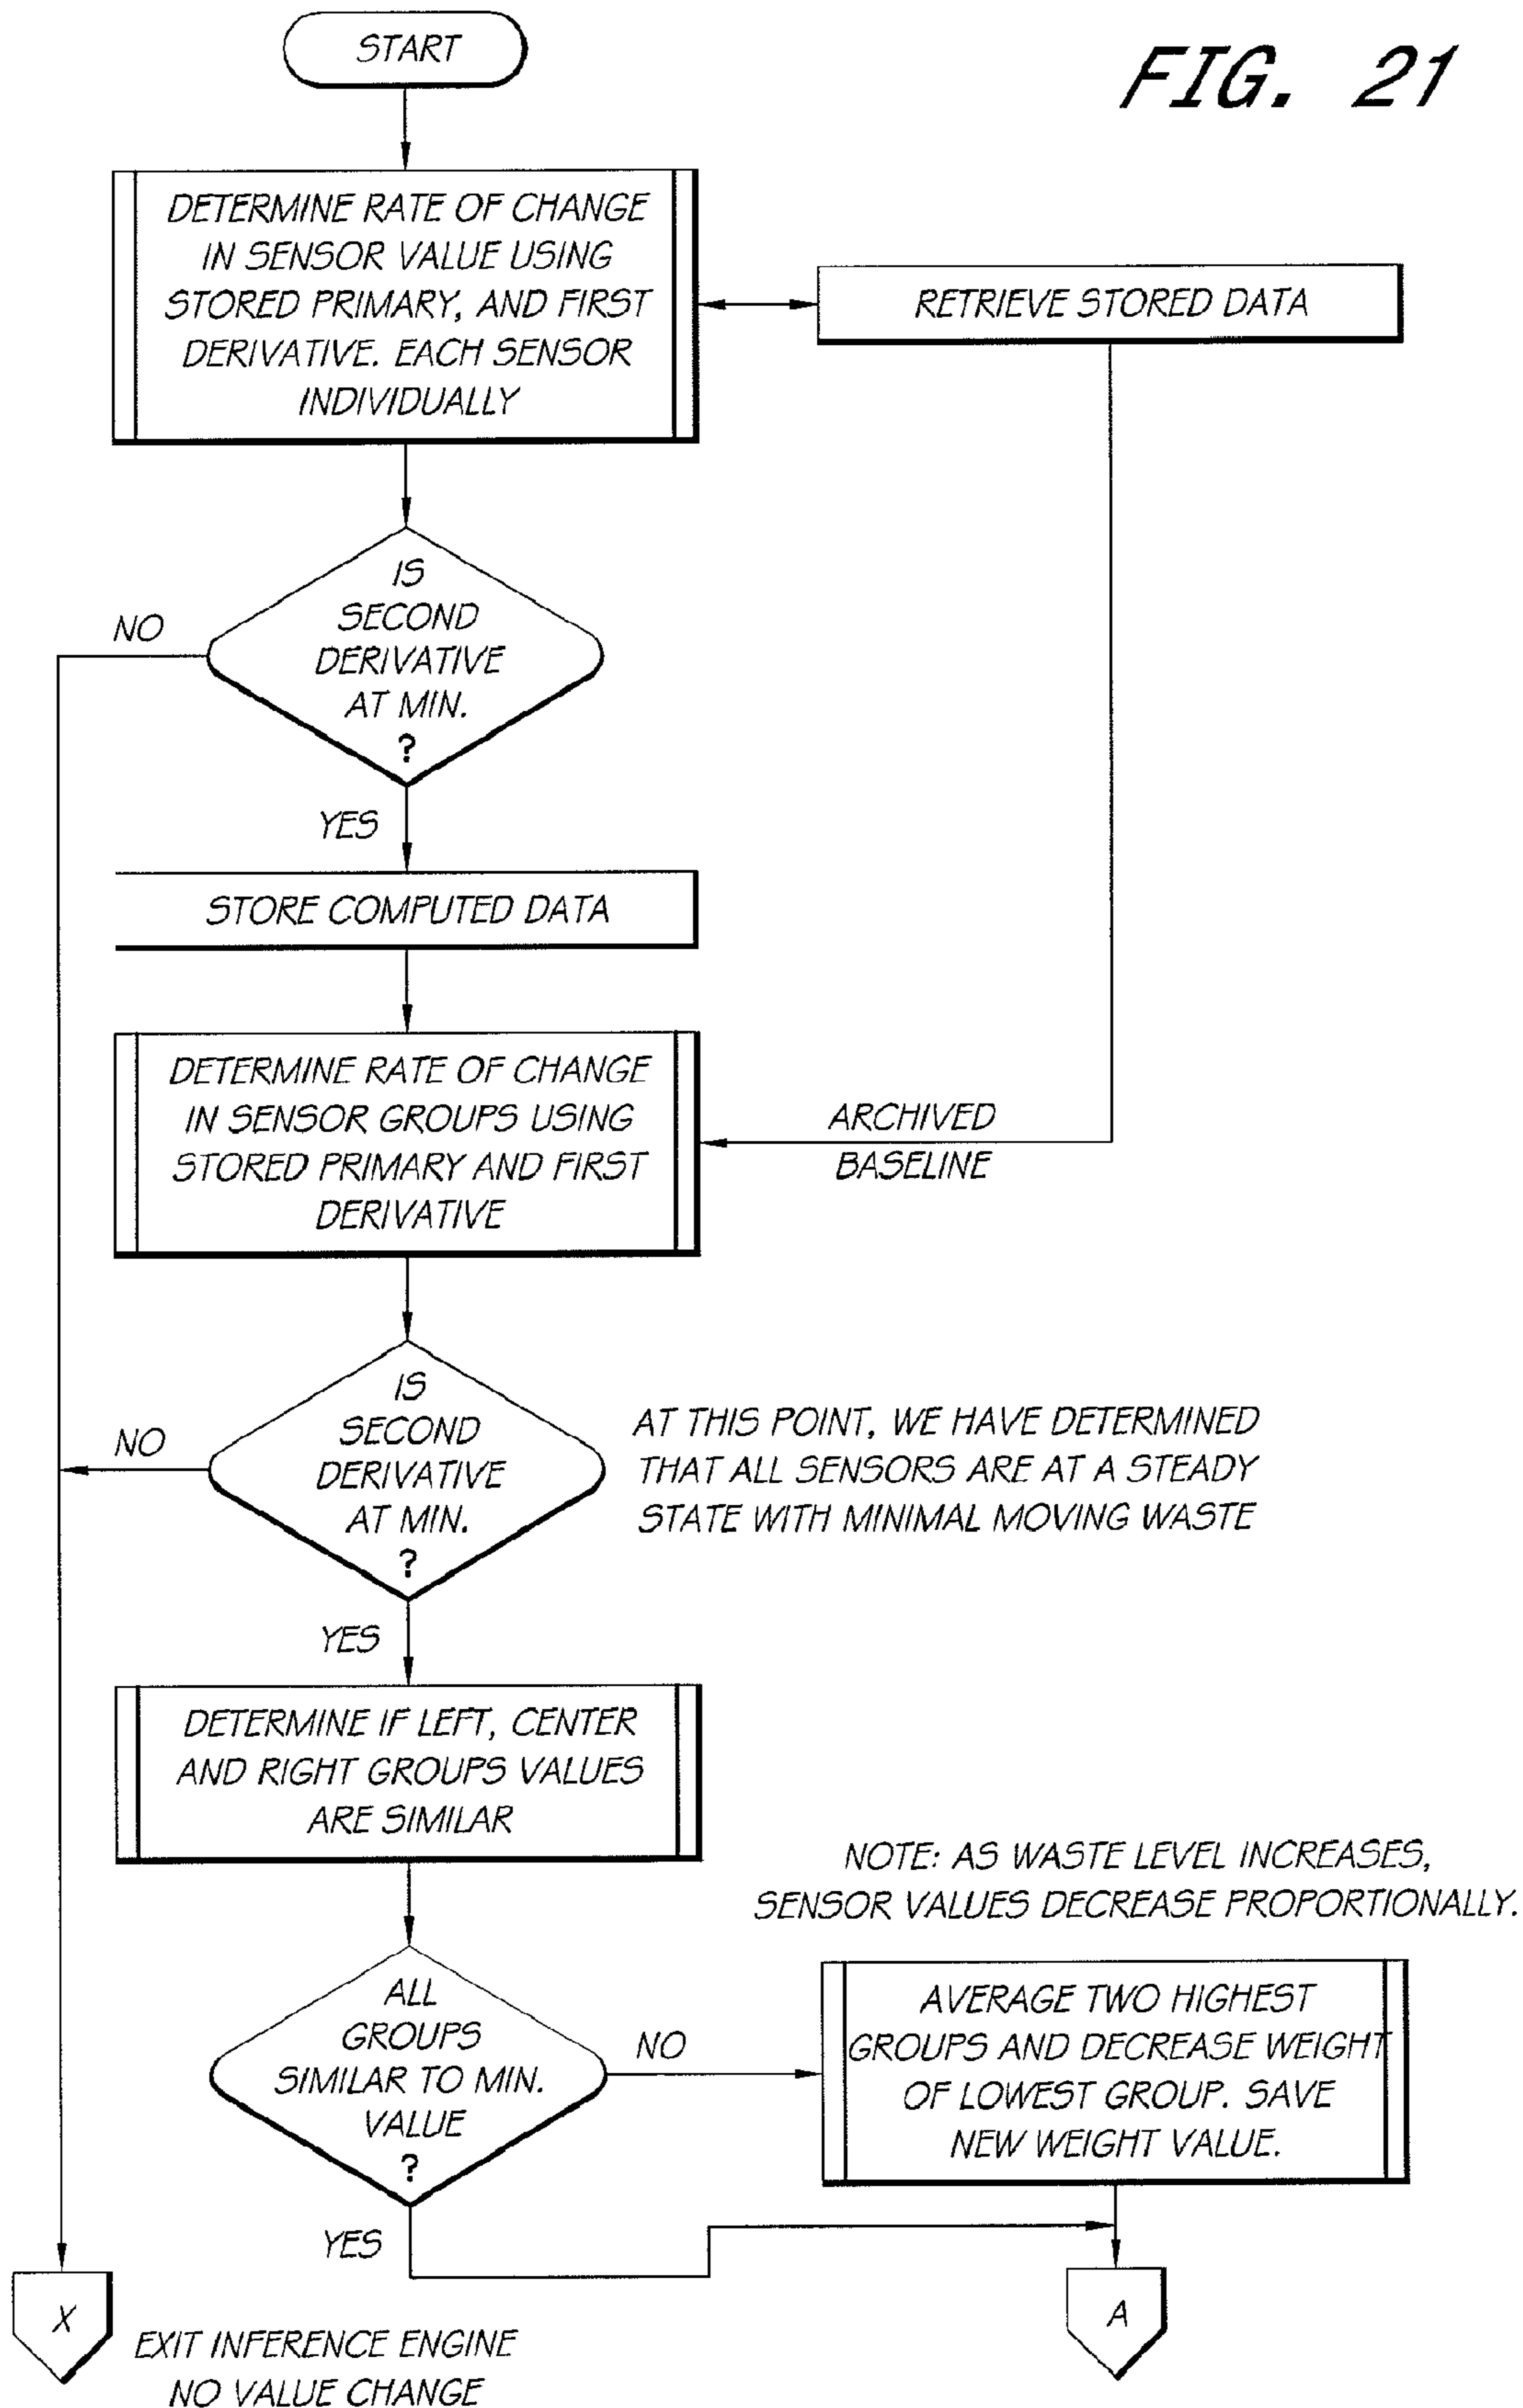 START
FIG. 21
DETERMINE RATE OF CHANGE
IN SENSOR VALUE USING
STORED PRIMARY, AND FIRST
DERIVATIVE. EACH SENSOR
INDIVIDUALLY
RETRIEVE STORED DATA
IS
SECOND
DERIVATIVE
AT MIN.
?
NO
YES
STORE COMPUTED DATA
DETERMINE RATE OF CHANGE
IN SENSOR GROUPS USING
STORED PRIMARY AND FIRST
DERIVATIVE
ARCHIVED
BASELINE
IS
SECOND
DERIVATIVE
AT MIN.
?
NO
AT THIS POINT, WE HAVE DETERMINED
THAT ALL SENSORS ARE AT A STEADY
STATE WITH MINIMAL MOVING WASTE
YES
DETERMINE IF LEFT, CENTER
AND RIGHT GROUPS VALUES
ARE SIMILAR
NOTE: AS WASTE LEVEL INCREASES,
SENSOR VALUES DECREASE PROPORTIONALLY.
ALL
GROUPS
SIMILAR TO MIN.
VALUE
?
NO
AVERAGE TWO HIGHEST
GROUPS AND DECREASE WEIGHT
OF LOWEST GROUP. SAVE
NEW WEIGHT VALUE.
YES
X
EXIT INFERENCE ENGINE
NO VALUE CHANGE
A